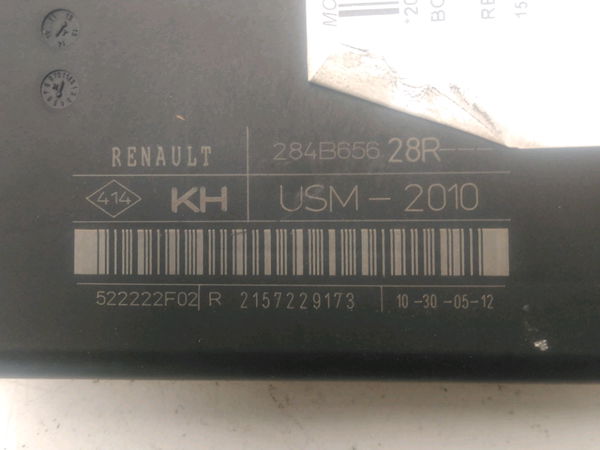 RENAULT 284B656 28R----
414 KH USM-2010
522222F02 R 2157229173 10-30-05-12